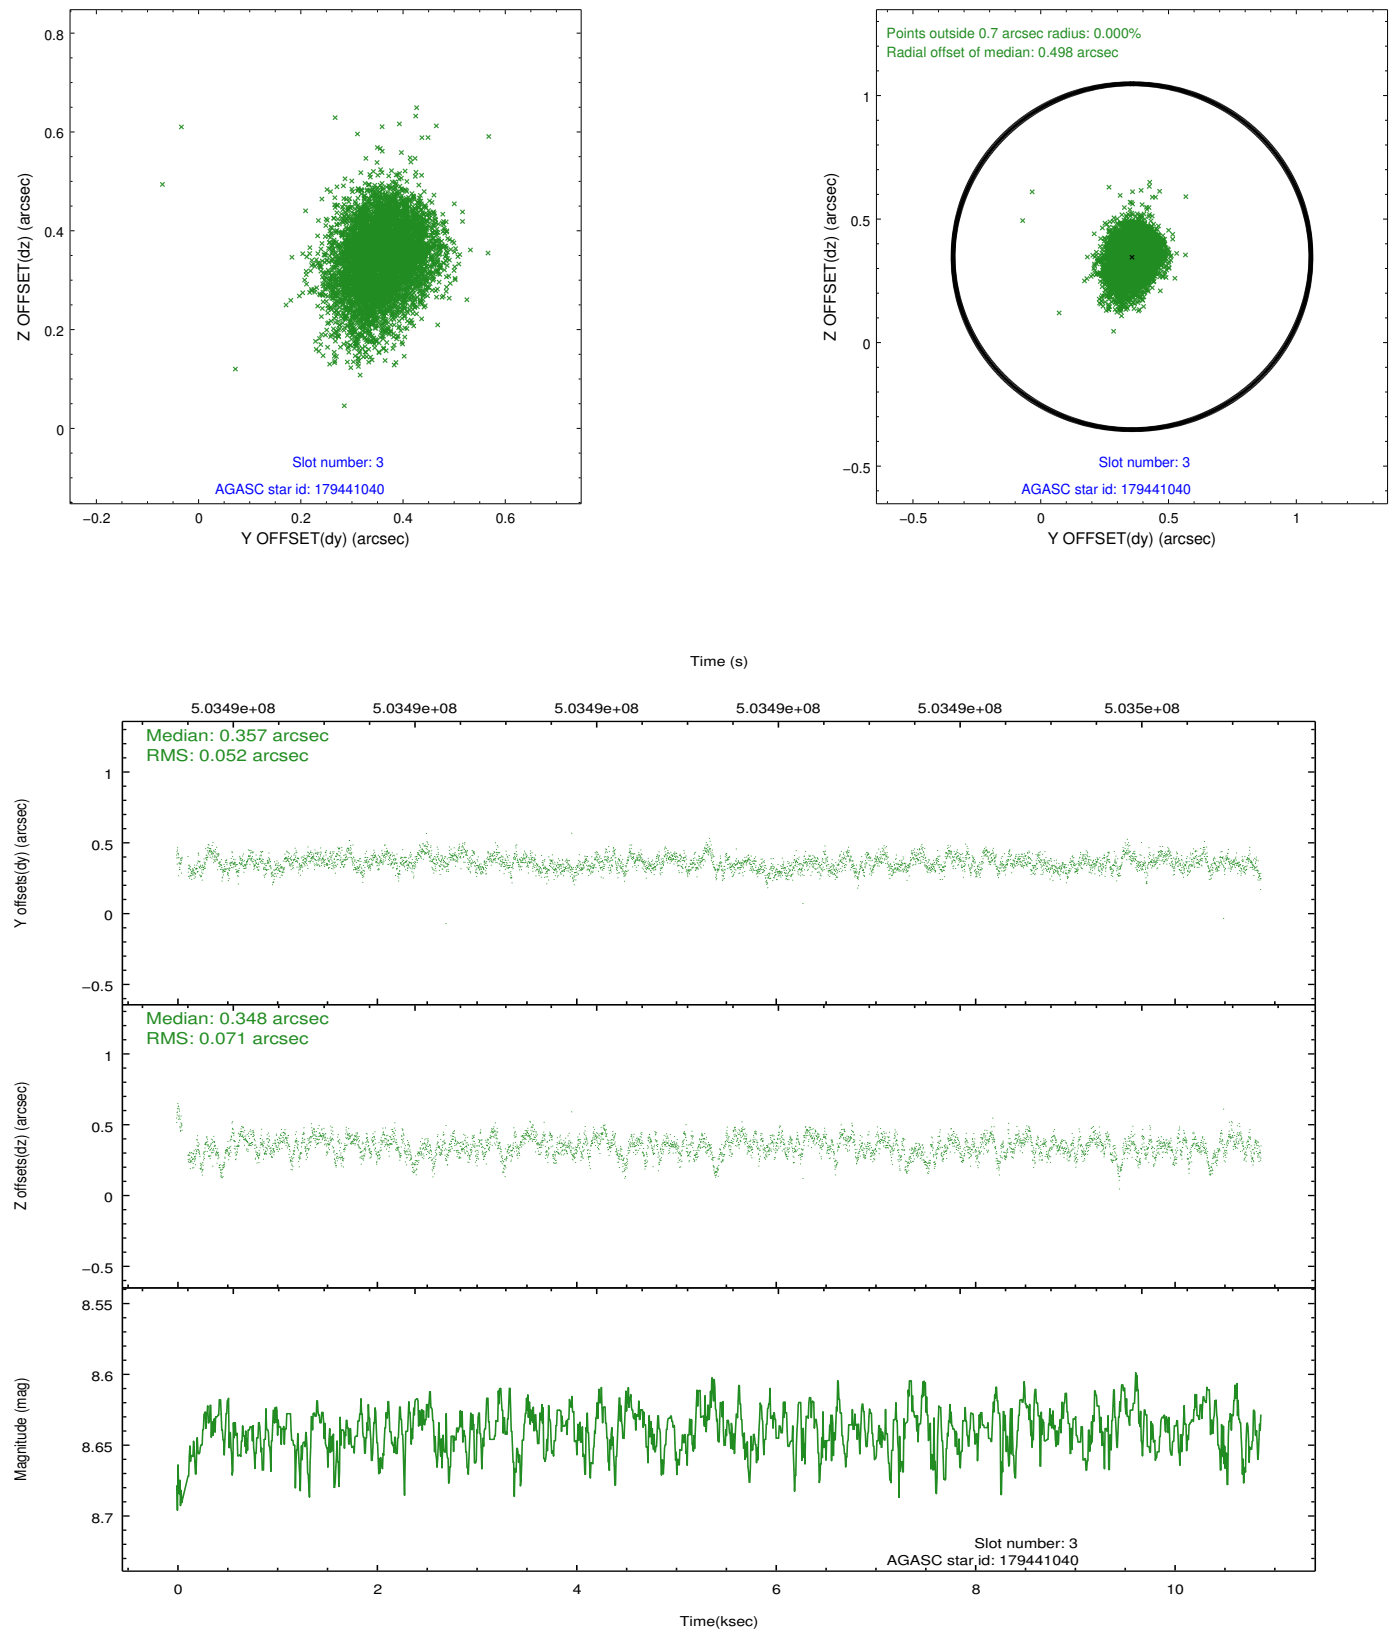 0.8
0.6
0.4
0.2
0
Z OFFSET(dz) (arcsec)
Slot number: 3
AGASC star id: 179441040
−0.2 0 0.2 0.4 0.6
Y OFFSET(dy) (arcsec)
Points outside 0.7 arcsec radius: 0.000%
Radial offset of median: 0.498 arcsec
1
0.5
0
−0.5
Z OFFSET(dz) (arcsec)
Slot number: 3
AGASC star id: 179441040
−0.5 0 0.5 1
Y OFFSET(dy) (arcsec)
Time (s)
5.0349e+08 5.0349e+08 5.0349e+08 5.0349e+08 5.0349e+08 5.035e+08
Median: 0.357 arcsec
RMS: 0.052 arcsec
1
0.5
0
−0.5
Y offsets(dy) (arcsec)
Median: 0.348 arcsec
RMS: 0.071 arcsec
1
0.5
0
−0.5
Z offsets(dz) (arcsec)
8.55
8.6
8.65
8.7
Magnitude (mag)
Slot number: 3
AGASC star id: 179441040
0 2 4 6 8 10
Time(ksec)